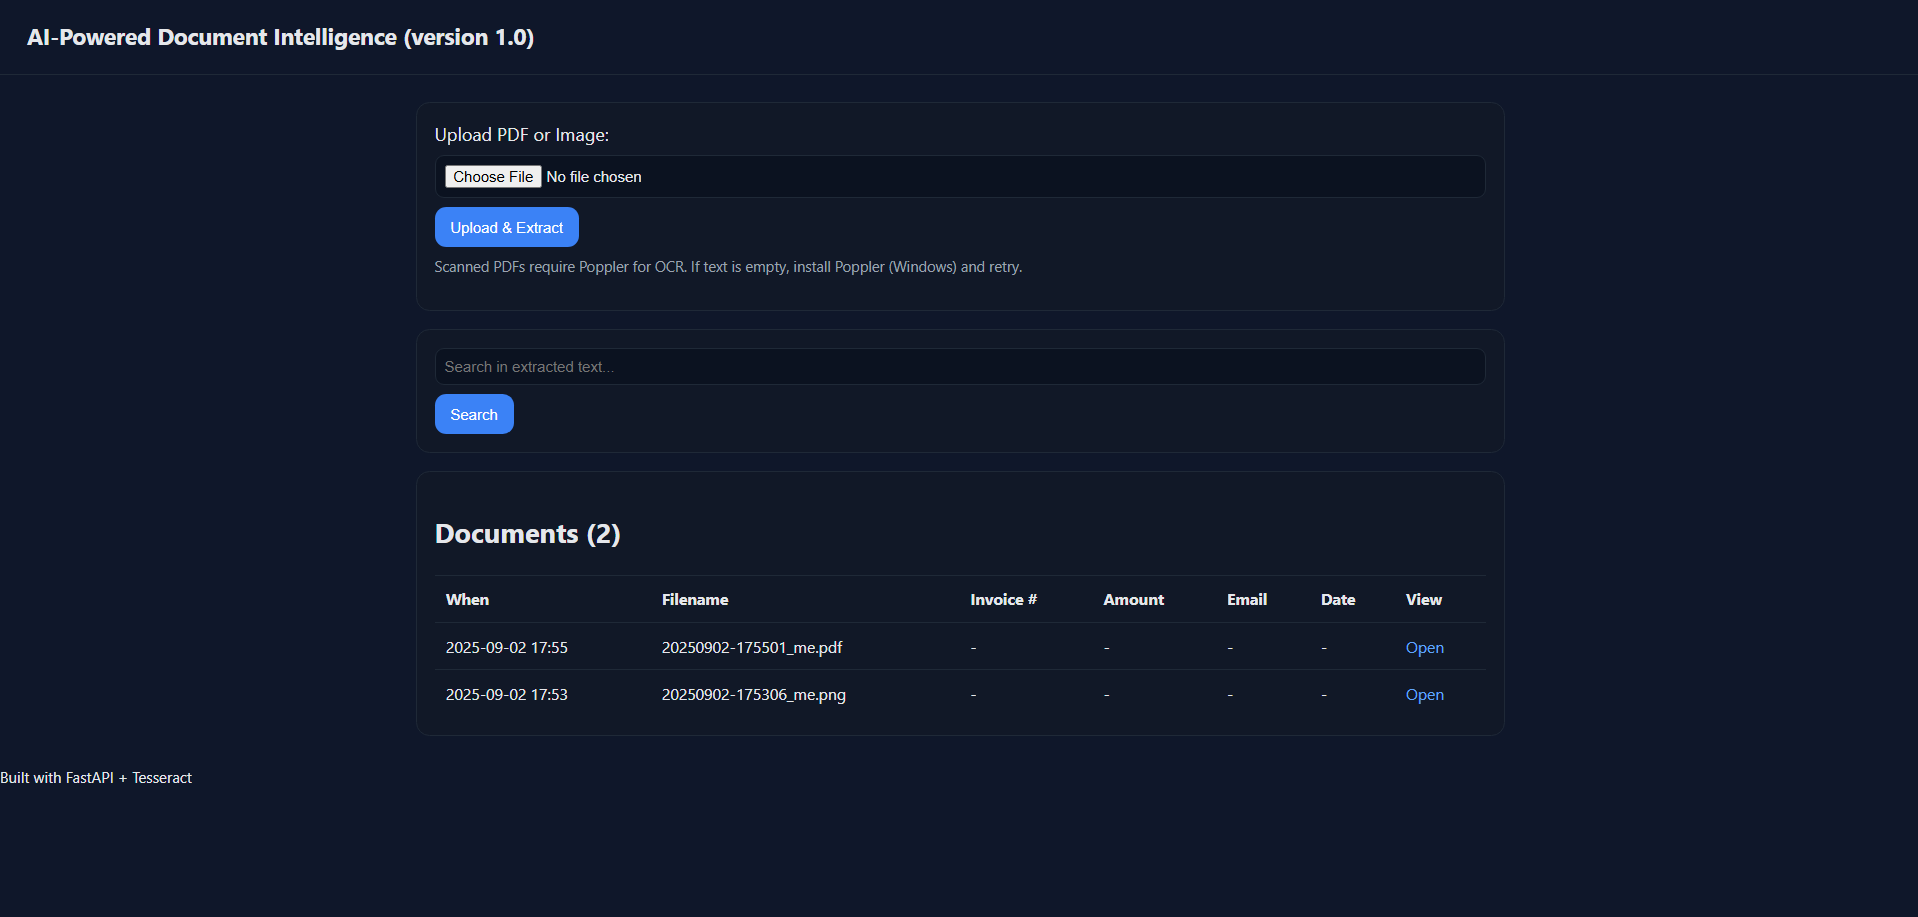 AI-Powered Document Intelligence (version 1.0)
Upload PDF or Image:
Choose File No file chosen
Upload & Extract
Scanned PDFs require Poppler for OCR. If text is empty, install Poppler (Windows) and retry.
Search in extracted text...
Search
Documents (2)
When Filename Invoice # Amount Email Date View
2025-09-02 17:55 20250902-175501_me.pdf - - - - Open
2025-09-02 17:53 20250902-175306_me.png - - - - Open
Built with FastAPI + Tesseract